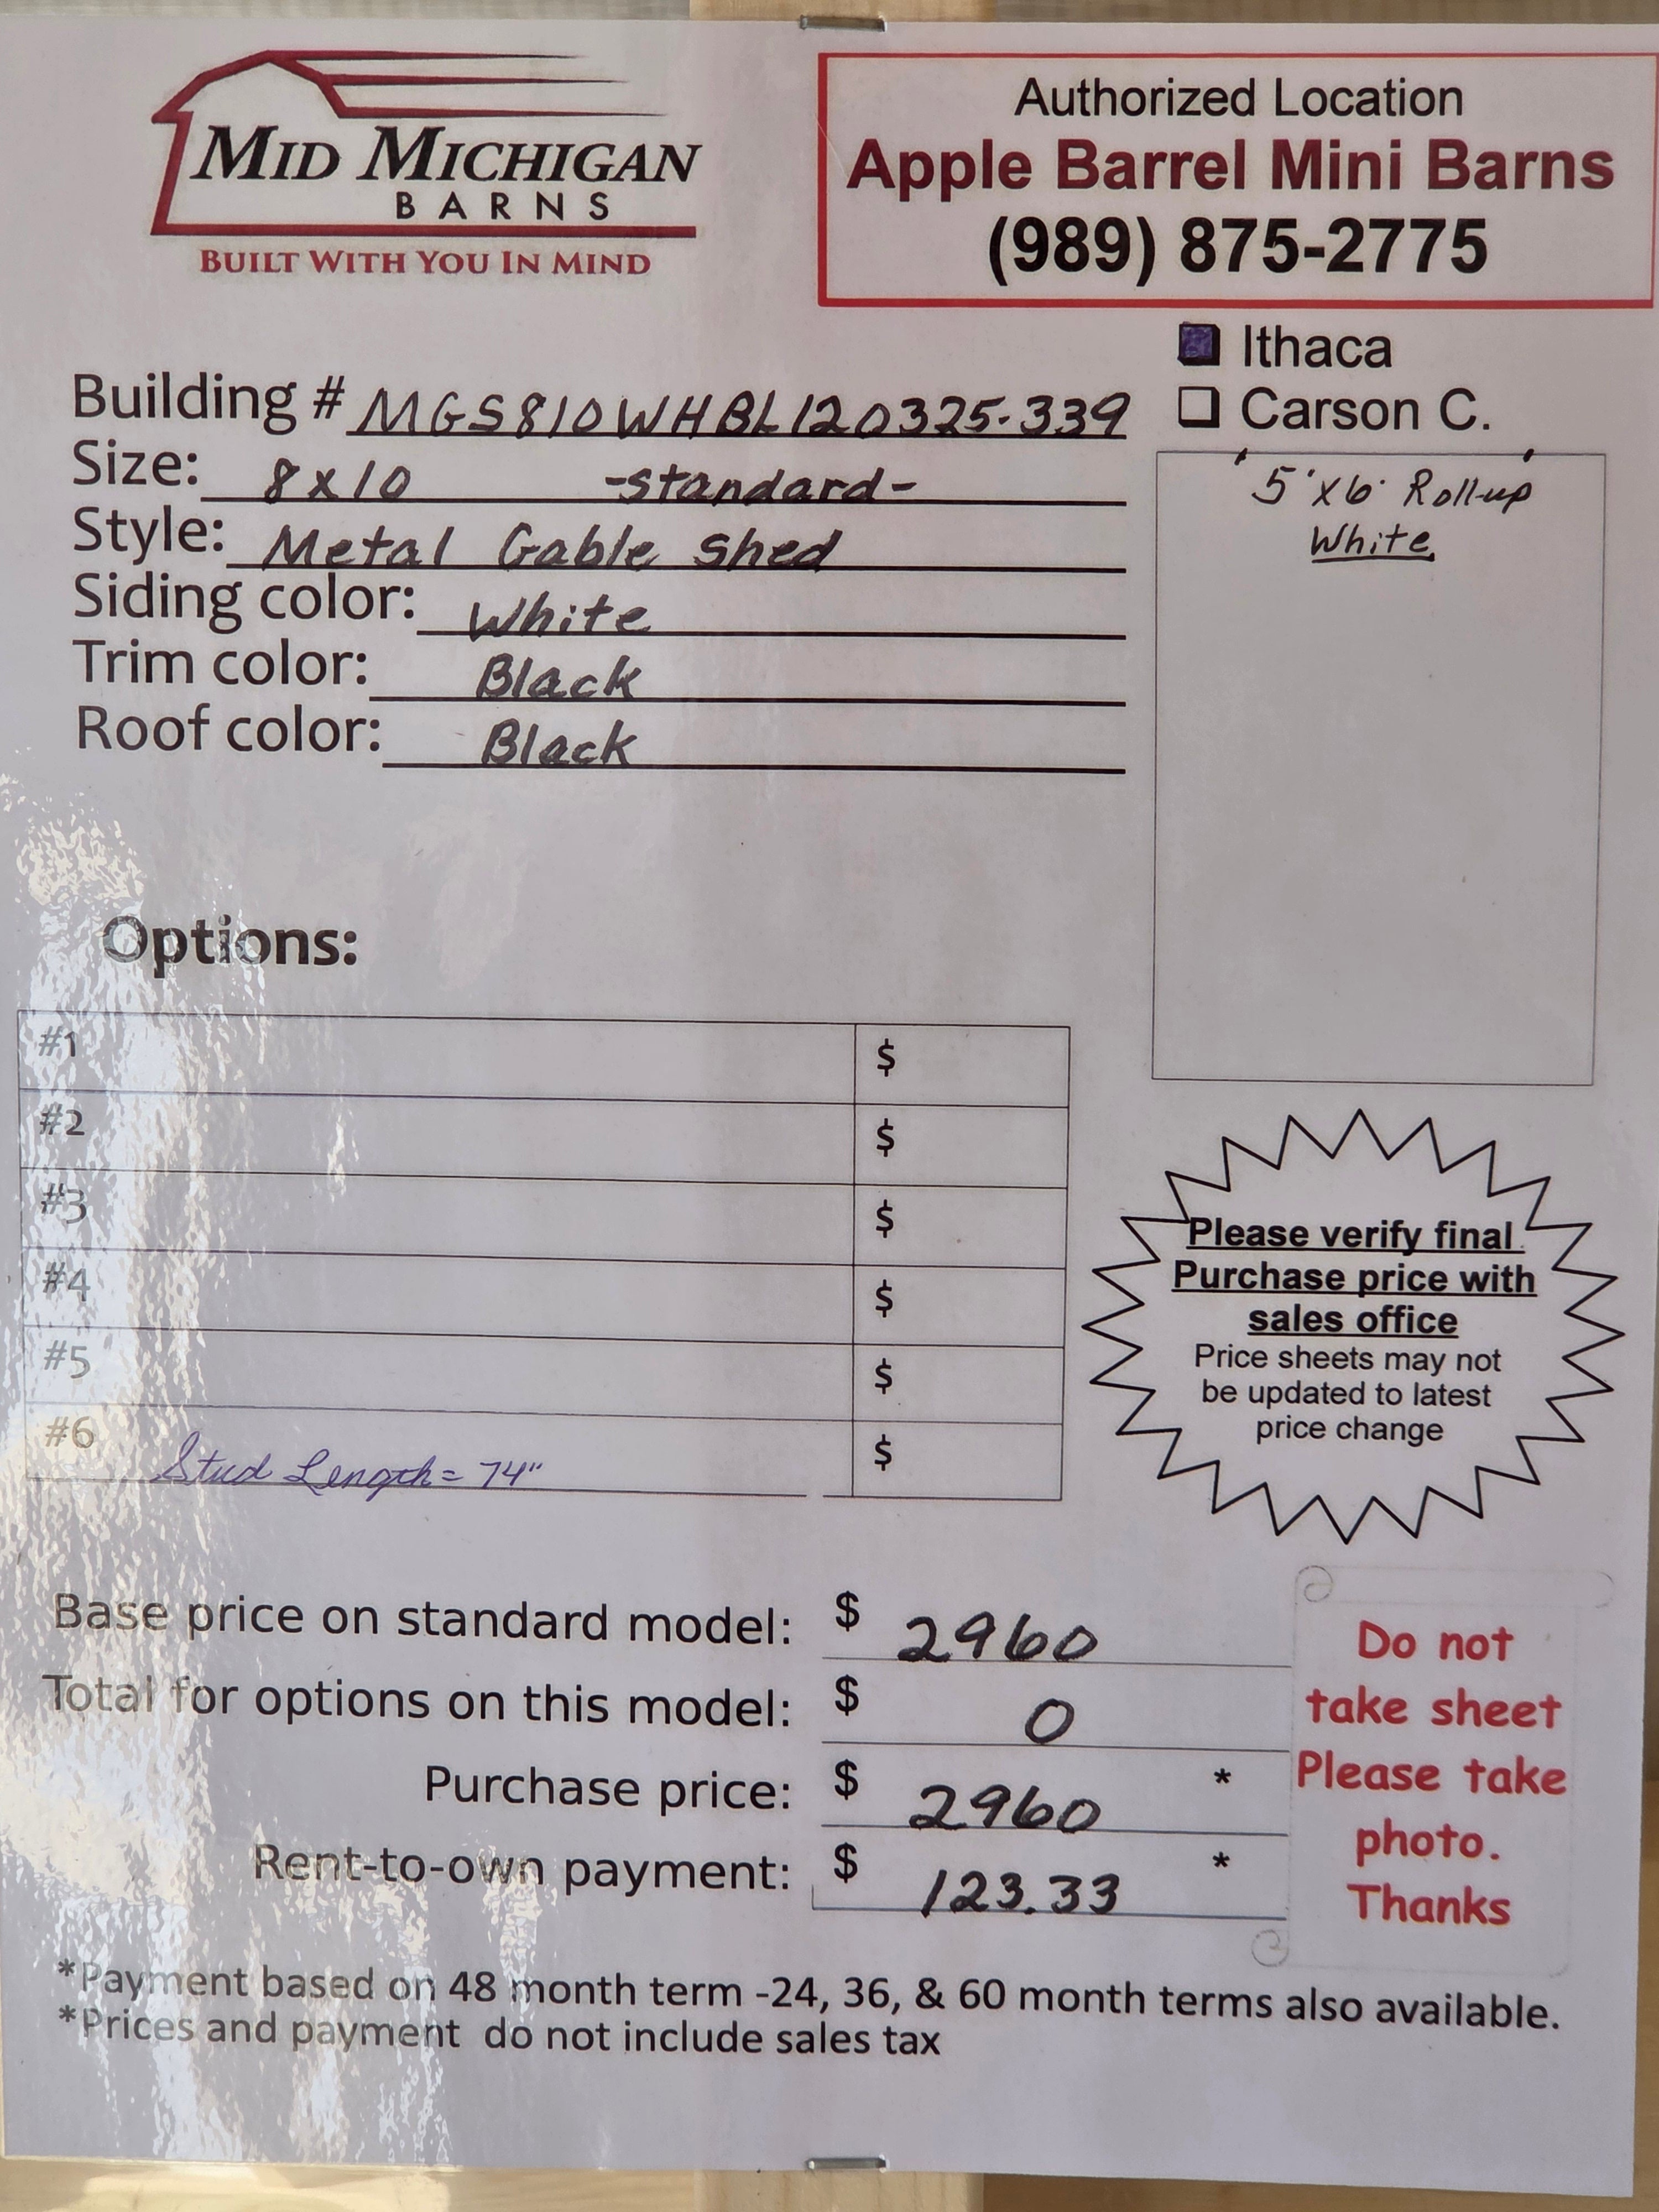 MID MICHIGAN
BARNS
BUILT WITH YOU IN MIND
Authorized Location
Apple Barrel Mini Barns
(989) 875-2775
Ithaca
Carson C.
Building # MGS810WHBL120325-339
Size: 8x10 -standard-
Style: Metal Gable Shed
Siding color: White
Trim color: Black
Roof color: Black
5'x6' Roll-up
White
Options:
#1 $
#2 $
#3 $
#4 $
#5 $
#6 Stud Length = 74" $
Please verify final
Purchase price with
sales office
Price sheets may not
be updated to latest
price change
Base price on standard model: $ 2960
Total for options on this model: $ 0
Purchase price: $ 2960 *
Rent-to-own payment: $ 123.33 *
Do not
take sheet
Please take
photo.
Thanks
*Payment based on 48 month term -24, 36, & 60 month terms also available.
*Prices and payment do not include sales tax